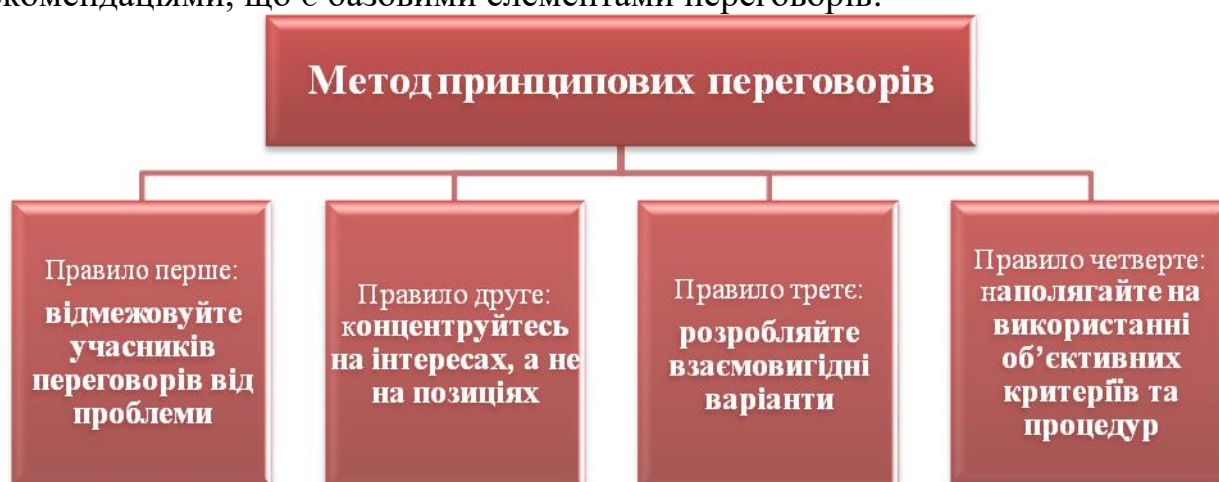 комендаціями, що є базовими елементами переговорів:
Метод принципових переговорів
Правило перше:
відмежовуйте
учасників
переговорів від
проблеми
Правило друге:
концентруйтесь
на інтересах, а не
на позиціях
Правило третє:
розробляйте
взаємовигідні
варіанти
Правило четверте:
наполягайте на
використанні
об’єктивних
критеріїв та
процедур